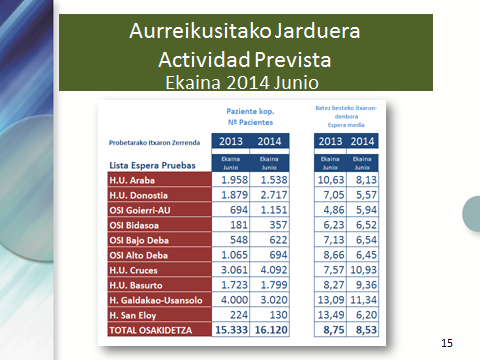 Aurreikusitako Jarduera
Actividad Prevista
Ekaina 2014 Junio
Paziente kop.
Nº Pacientes
Batez besteko itxaron-
denbora
Espera media
Probetarako Itxaron Zerrenda 2013 2014 2013 2014
Lista Espera Pruebas Ekaina Junio Ekaina Junio Ekaina Junio Ekaina Junio
H.U. Araba 1.958 1.538 10,63 8,13
H.U. Donostia 1.879 2.717 7,05 5,57
OSI Goierri-AU 694 1.151 4,86 5,94
OSI Bidasoa 181 357 6,23 6,52
OSI Bajo Deba 548 622 7,13 6,54
OSI Alto Deba 1.065 694 8,66 6,45
H.U. Cruces 3.061 4.092 7,57 10,93
H.U. Basurto 1.723 1.799 8,27 9,36
H. Galdakao-Usansolo 4.000 3.020 13,09 11,34
H. San Eloy 224 130 13,49 6,20
TOTAL OSAKIDETZA 15.333 16.120 8,75 8,53
15